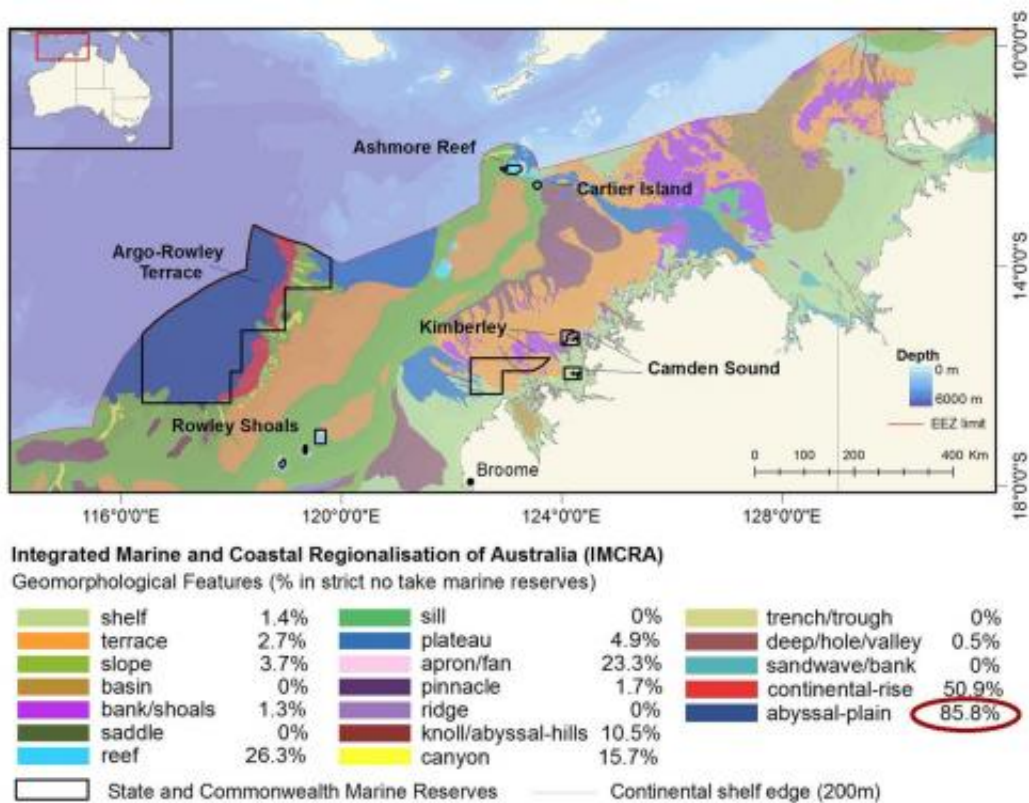 10°0'0"S
Ashmore Reef
Cartier Island
Argo-Rowley
Terrace
14°0'0"S
Kimberley
Camden Sound
Depth
0 m
6000 m
EEZ limit
Rowley Shoals
Broome
0 100 200 400 Km
18°0'0"S
116°0'0"E 120°0'0"E 124°0'0"E 128°0'0"E
Integrated Marine and Coastal Regionalisation of Australia (IMCRA)
Geomorphological Features (% in strict no take marine reserves)
shelf 1.4% sill 0% trench/trough 0%
terrace 2.7% plateau 4.9% deep/hole/valley 0.5%
slope 3.7% apron/fan 23.3% sandwave/bank 0%
basin 0% pinnacle 1.7% continental-rise 50.9%
bank/shoals 1.3% ridge 0% abyssal-plain 85.8%
saddle 0% knoll/abyssal-hills 10.5%
reef 26.3% canyon 15.7%
State and Commonwealth Marine Reserves Continental shelf edge (200m)